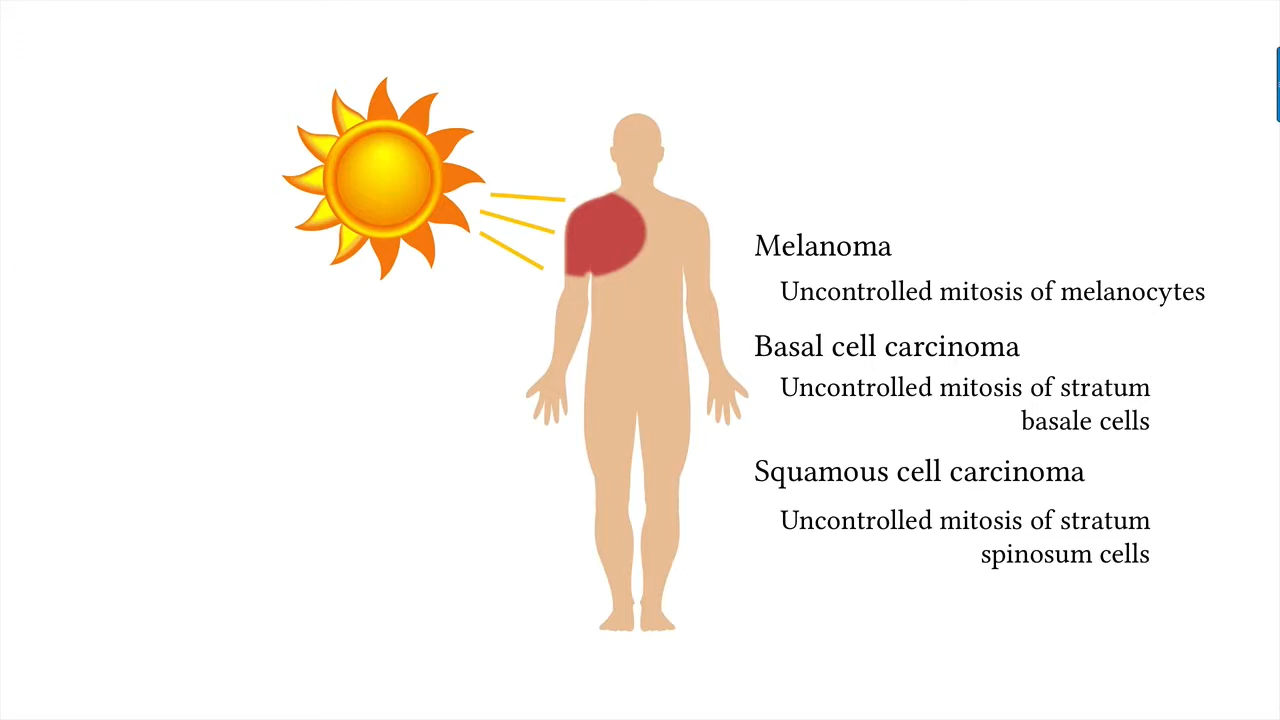 Melanoma
Uncontrolled mitosis of melanocytes
Basal cell carcinoma
Uncontrolled mitosis of stratum
basale cells
Squamous cell carcinoma
Uncontrolled mitosis of stratum
spinosum cells